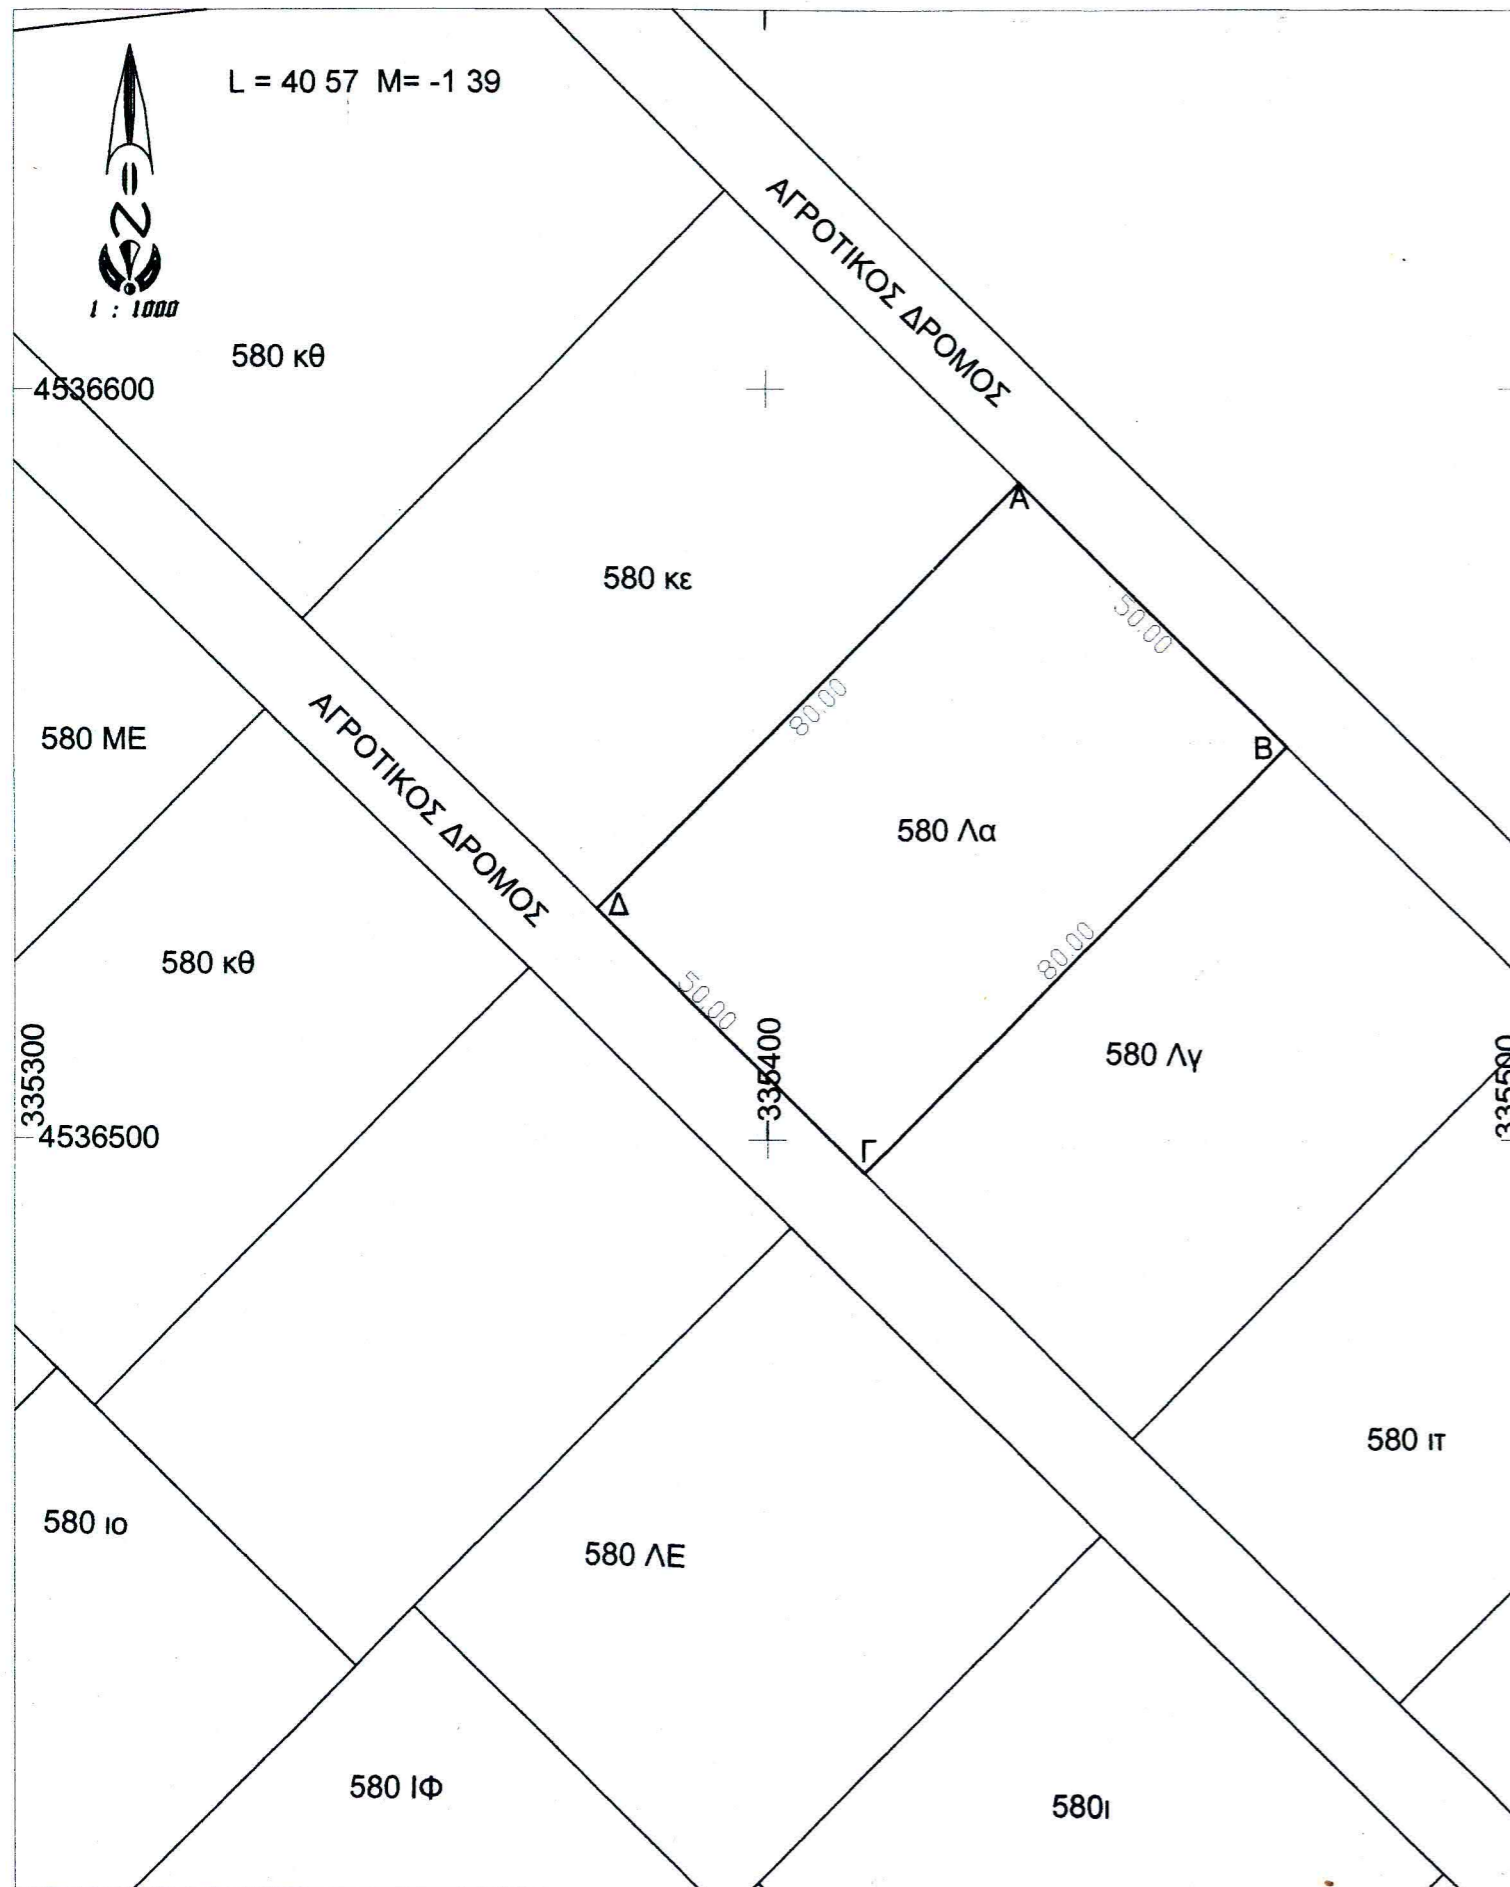 L = 40 57 M= -1 39
1 : 1000
ΑΓΡΟΤΙΚΟΣ ΔΡΟΜΟΣ
580 κθ
4536600
Α
580 κε
50.00
80.00
ΑΓΡΟΤΙΚΟΣ ΔΡΟΜΟΣ
580 ΜΕ
Β
580 Λα
Δ
580 κθ
80.00
50.00
335300
335400
335500
580 Λγ
4536500
Γ
580 ιτ
580 ιο
580 ΛΕ
580 ΙΦ
580ι